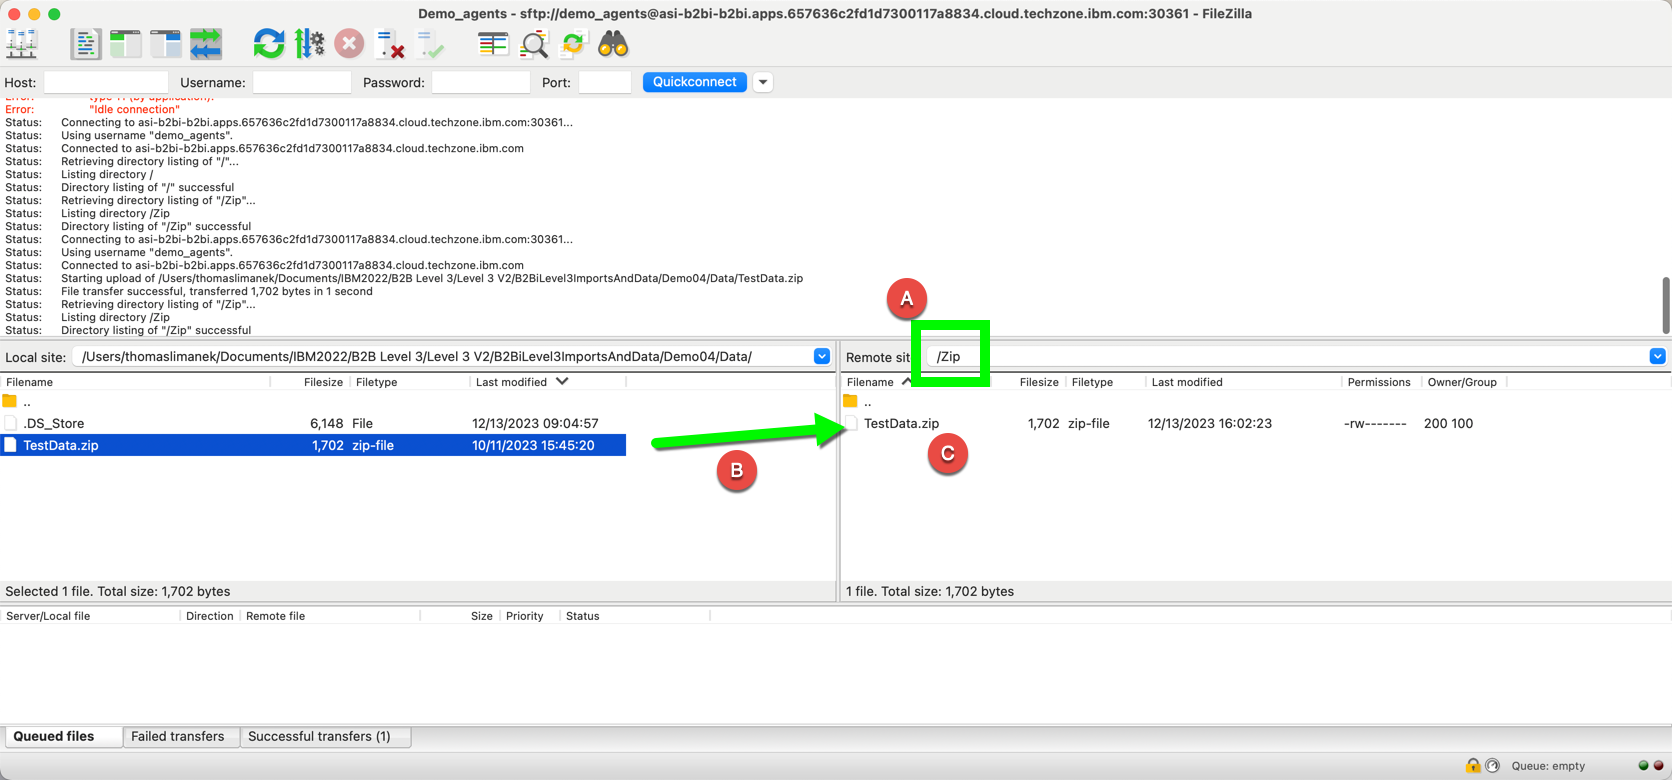 Demo_agents - sftp://demo_agents@asi-b2bi-b2bi.apps.657636c2fd1d7300117a8834.cloud.techzone.ibm.com:30361 - FileZilla
Host: Username: Password: Port: Quickconnect
Error: type 11 (by application):
Error: "Idle connection"
Status: Connecting to asi-b2bi-b2bi.apps.657636c2fd1d7300117a8834.cloud.techzone.ibm.com:30361...
Status: Using username "demo_agents".
Status: Connected to asi-b2bi-b2bi.apps.657636c2fd1d7300117a8834.cloud.techzone.ibm.com
Status: Retrieving directory listing of "/"...
Status: Listing directory /
Status: Directory listing of "/" successful
Status: Retrieving directory listing of "/Zip"...
Status: Listing directory /Zip
Status: Directory listing of "/Zip" successful
Status: Connecting to asi-b2bi-b2bi.apps.657636c2fd1d7300117a8834.cloud.techzone.ibm.com:30361...
Status: Using username "demo_agents".
Status: Connected to asi-b2bi-b2bi.apps.657636c2fd1d7300117a8834.cloud.techzone.ibm.com
Status: Starting upload of /Users/thomaslimanek/Documents/IBM2022/B2B Level 3/Level 3 V2/B2BiLevel3ImportsAndData/Demo04/Data/TestData.zip
Status: File transfer successful, transferred 1,702 bytes in 1 second
Status: Retrieving directory listing of "/Zip"...
Status: Listing directory /Zip
Status: Directory listing of "/Zip" successful
A
Local site: /Users/thomaslimanek/Documents/IBM2022/B2B Level 3/Level 3 V2/B2BiLevel3ImportsAndData/Demo04/Data/
Filename Filesize Filetype Last modified
..
.DS_Store 6,148 File 12/13/2023 09:04:57
TestData.zip 1,702 zip-file 10/11/2023 15:45:20
B
Selected 1 file. Total size: 1,702 bytes
Remote sit /Zip
Filename Filesize Filetype Last modified Permissions Owner/Group
..
TestData.zip 1,702 zip-file 12/13/2023 16:02:23 -rw------- 200 100
C
1 file. Total size: 1,702 bytes
Server/Local file Direction Remote file Size Priority Status
Queued files Failed transfers Successful transfers (1)
Queue: empty